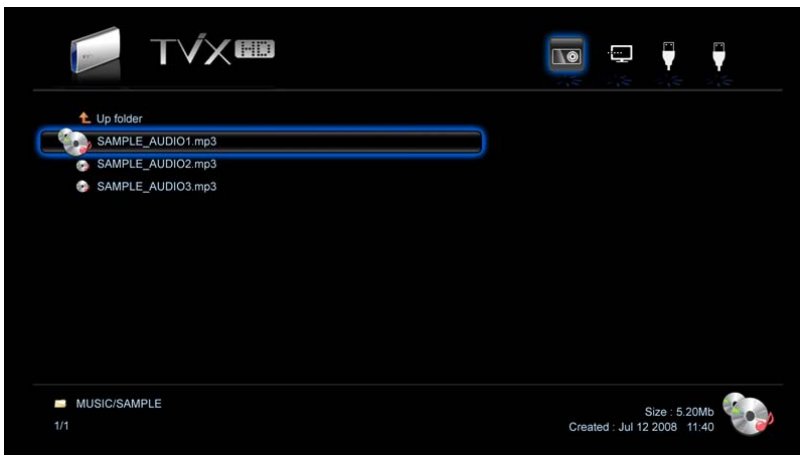 TViX HD
Up folder
SAMPLE_AUDIO1.mp3
SAMPLE_AUDIO2.mp3
SAMPLE_AUDIO3.mp3
MUSIC/SAMPLE
1/1
Size : 5.20Mb
Created : Jul 12 2008 11:40